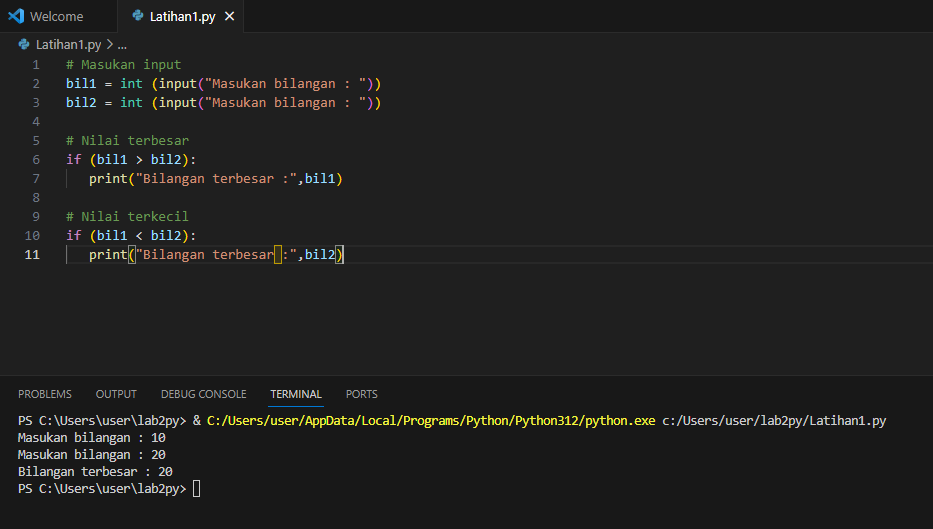 Welcome
Latihan1.py
Latihan1.py > ...
1 # Masukan input
2 bil1 = int (input("Masukan bilangan : "))
3 bil2 = int (input("Masukan bilangan : "))
4
5 # Nilai terbesar
6 if (bil1 > bil2):
7    print("Bilangan terbesar :",bil1)
8
9 # Nilai terkecil
10 if (bil1 < bil2):
11    print("Bilangan terbesar :",bil2)
PROBLEMS OUTPUT DEBUG CONSOLE TERMINAL PORTS
PS C:\Users\user\lab2py> & C:/Users/user/AppData/Local/Programs/Python/Python312/python.exe c:/Users/user/lab2py/Latihan1.py
Masukan bilangan : 10
Masukan bilangan : 20
Bilangan terbesar : 20
PS C:\Users\user\lab2py>